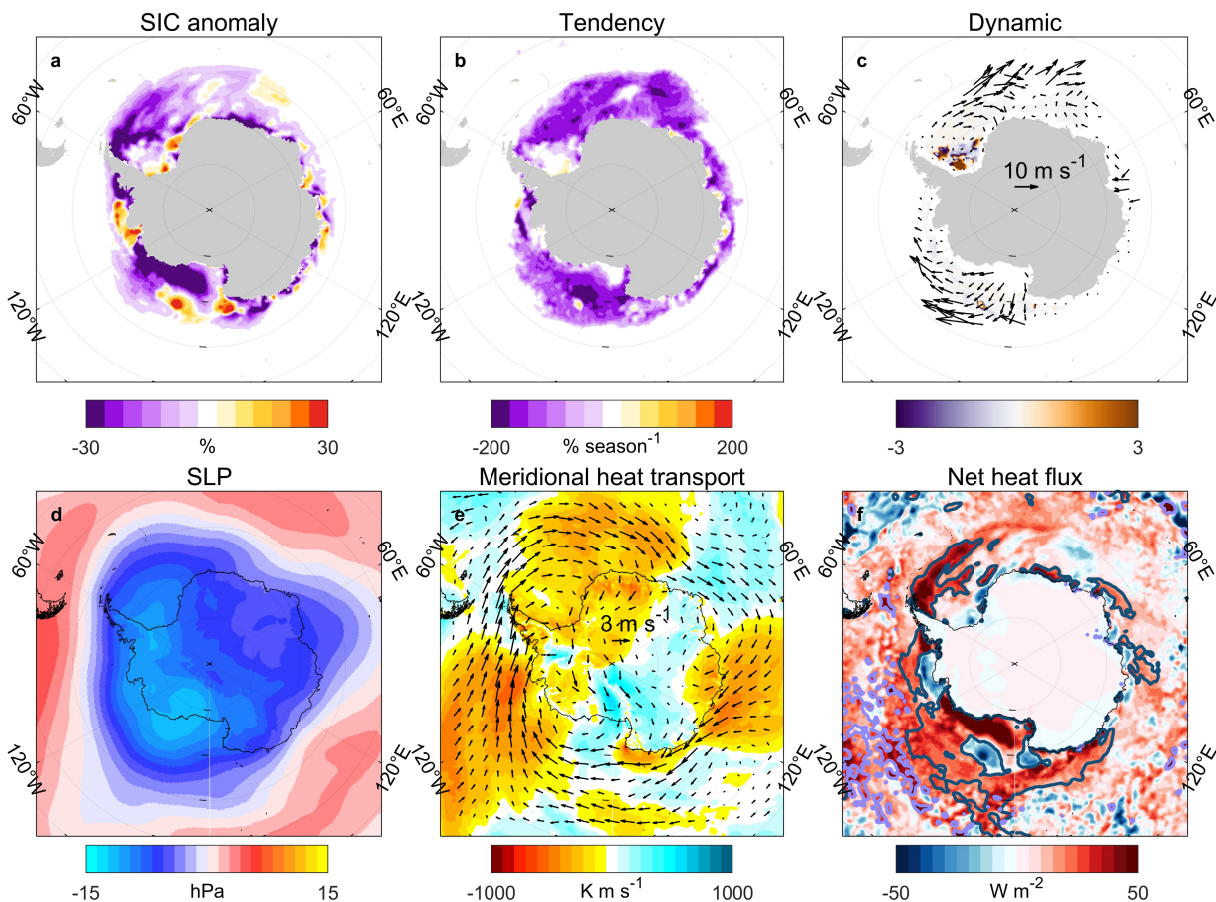 SIC anomaly
Tendency
Dynamic
a
b
c
60°W
60°E
60°W
60°E
60°W
60°E
10 m s-1
120°W
120°E
120°W
120°E
120°W
120°E
-30 % 30
-200 % season-1 200
-3 3
SLP
Meridional heat transport
Net heat flux
d
e
f
60°W
60°E
60°W
60°E
60°W
60°E
3 m s-1
120°W
120°E
120°W
120°E
120°W
120°E
-15 hPa 15
-1000 K m s-1 1000
-50 W m-2 50